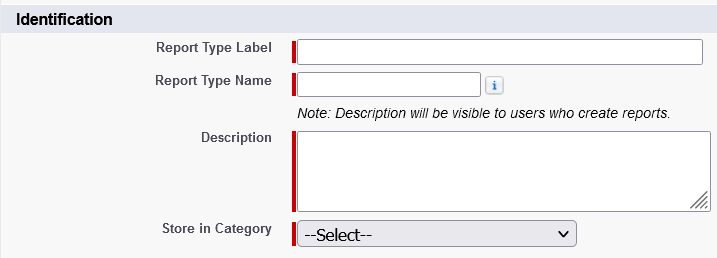 Identification
Report Type Label
Report Type Name
Note: Description will be visible to users who create reports.
Description
Store in Category
--Select--